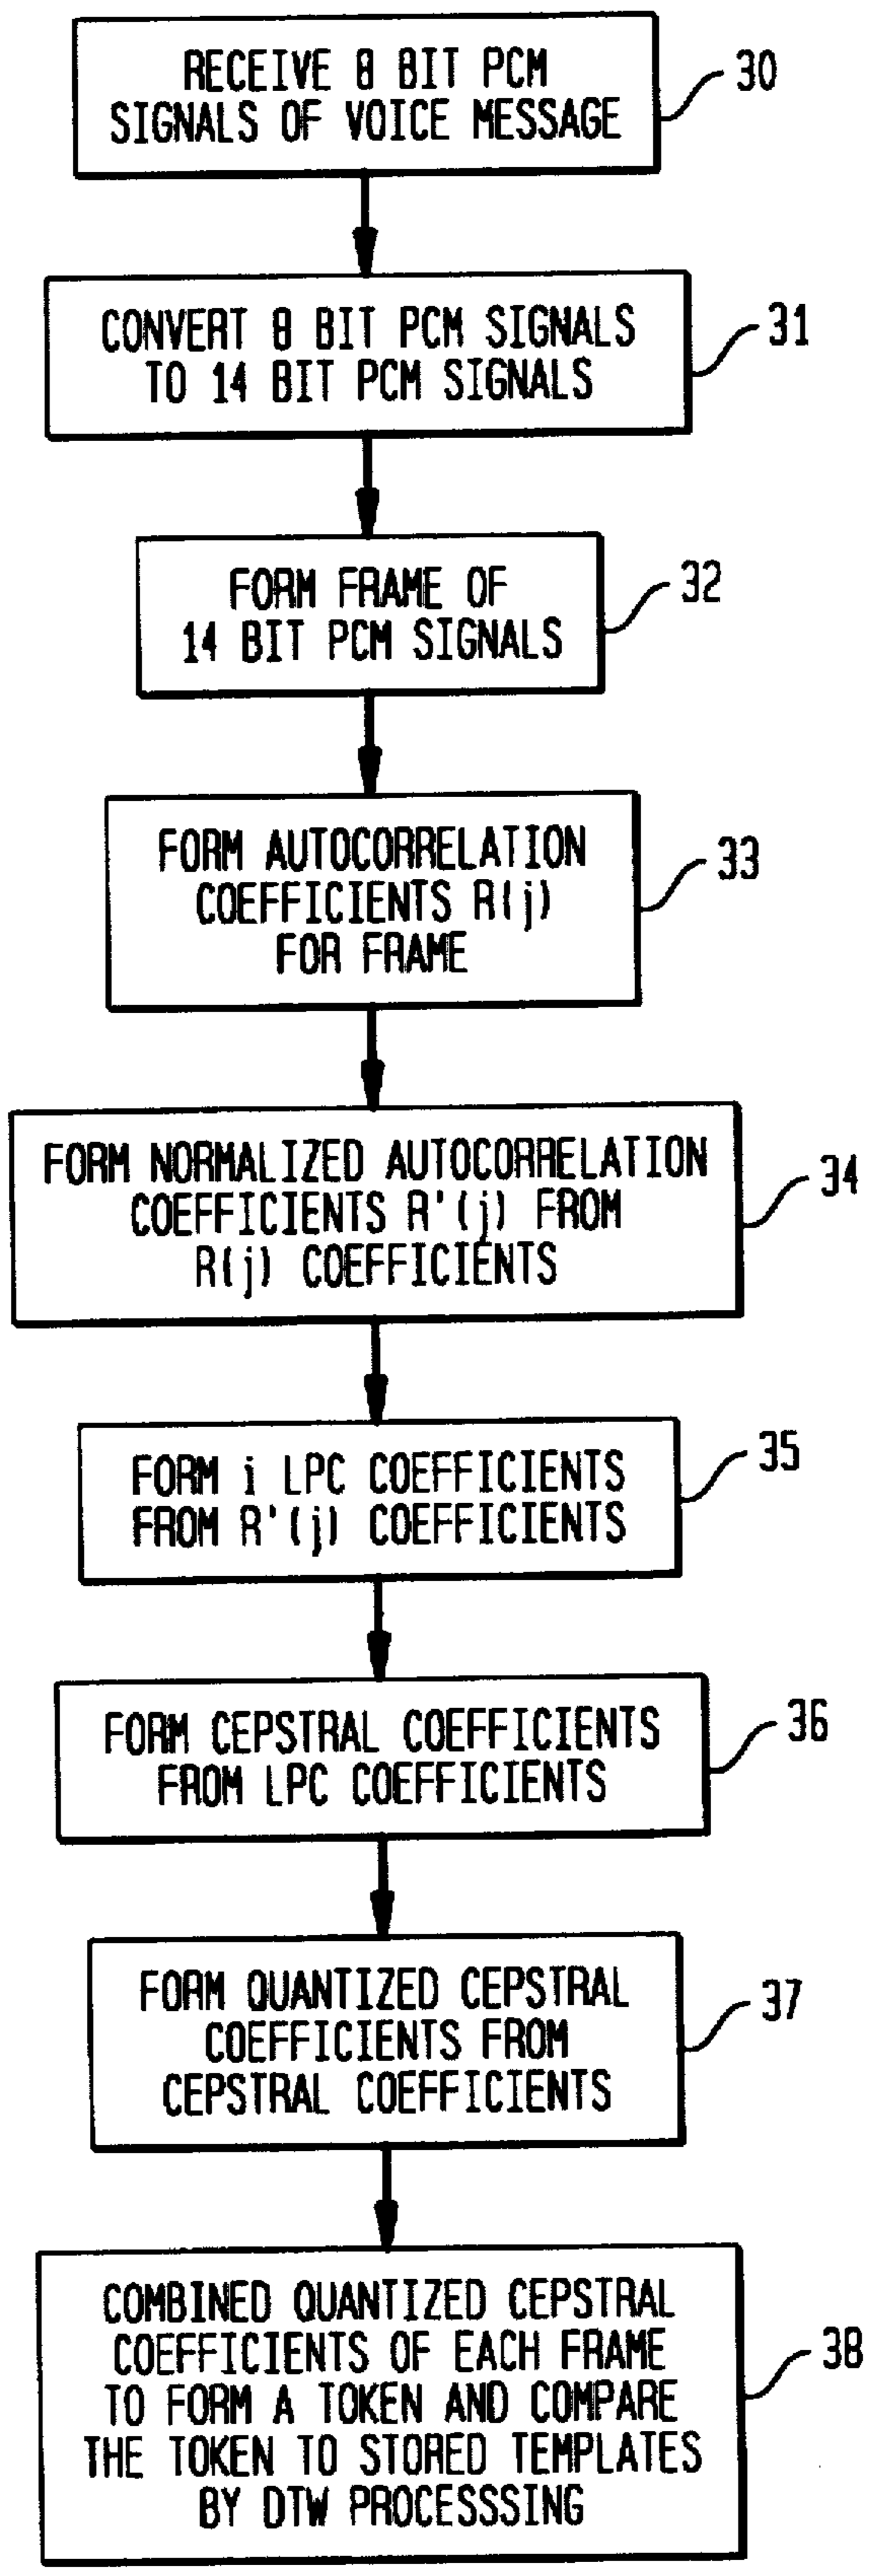 RECEIVE 8 BIT PCM
SIGNALS OF VOICE MESSAGE
30
CONVERT 8 BIT PCM SIGNALS
TO 14 BIT PCM SIGNALS
31
FORM FRAME OF
14 BIT PCM SIGNALS
32
FORM AUTOCORRELATION
COEFFICIENTS R(j)
FOR FRAME
33
FORM NORMALIZED AUTOCORRELATION
COEFFICIENTS R'(j) FROM
R(j) COEFFICIENTS
34
FORM i LPC COEFFICIENTS
FROM R'(j) COEFFICIENTS
35
FORM CEPSTRAL COEFFICIENTS
FROM LPC COEFFICIENTS
36
FORM QUANTIZED CEPSTRAL
COEFFICIENTS FROM
CEPSTRAL COEFFICIENTS
37
COMBINED QUANTIZED CEPSTRAL
COEFFICIENTS OF EACH FRAME
TO FORM A TOKEN AND COMPARE
THE TOKEN TO STORED TEMPLATES
BY DTW PROCESSSING
38